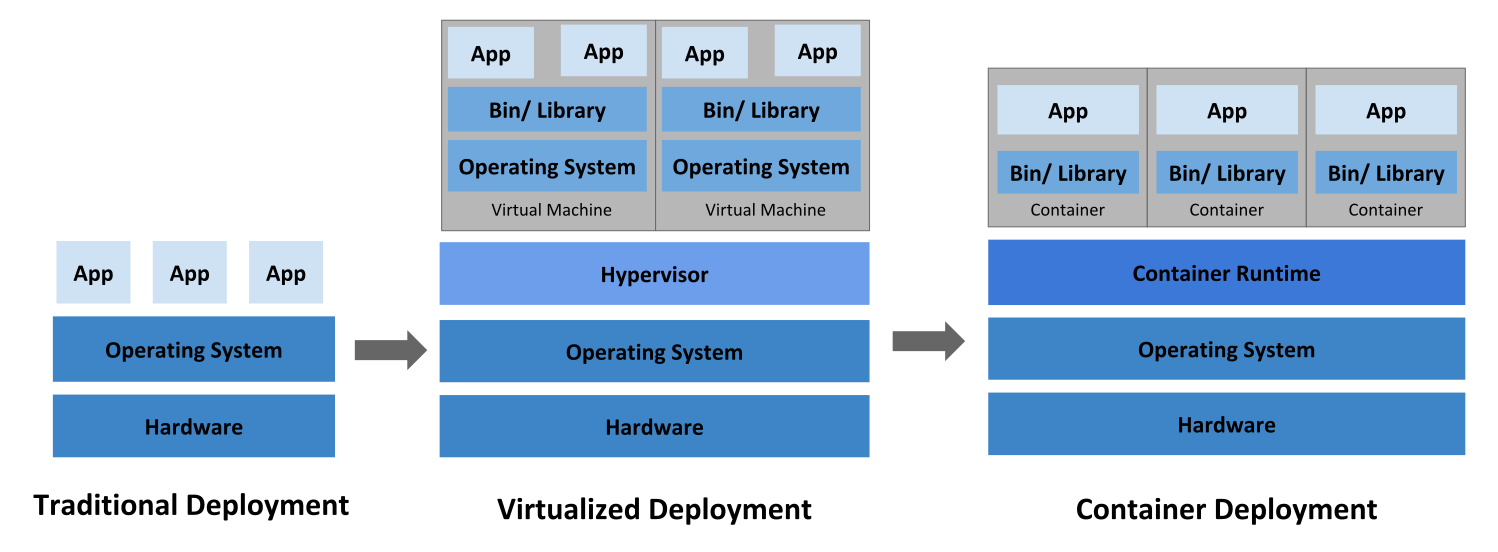 App
App
App
Operating System
Hardware
Traditional Deployment
App
App
Bin/ Library
Operating System
Virtual Machine
App
App
Bin/ Library
Operating System
Virtual Machine
Hypervisor
Operating System
Hardware
Virtualized Deployment
App
Bin/ Library
Container
App
Bin/ Library
Container
App
Bin/ Library
Container
Container Runtime
Operating System
Hardware
Container Deployment